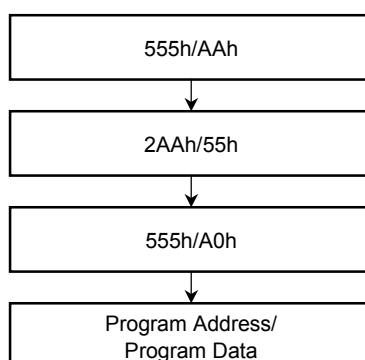 555h/AAh
2AAh/55h
555h/A0h
Program Address/
Program Data